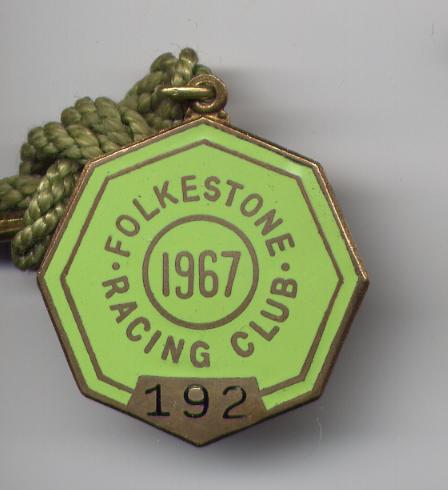 FOLKESTONE
1967
· RACING CLUB ·
192